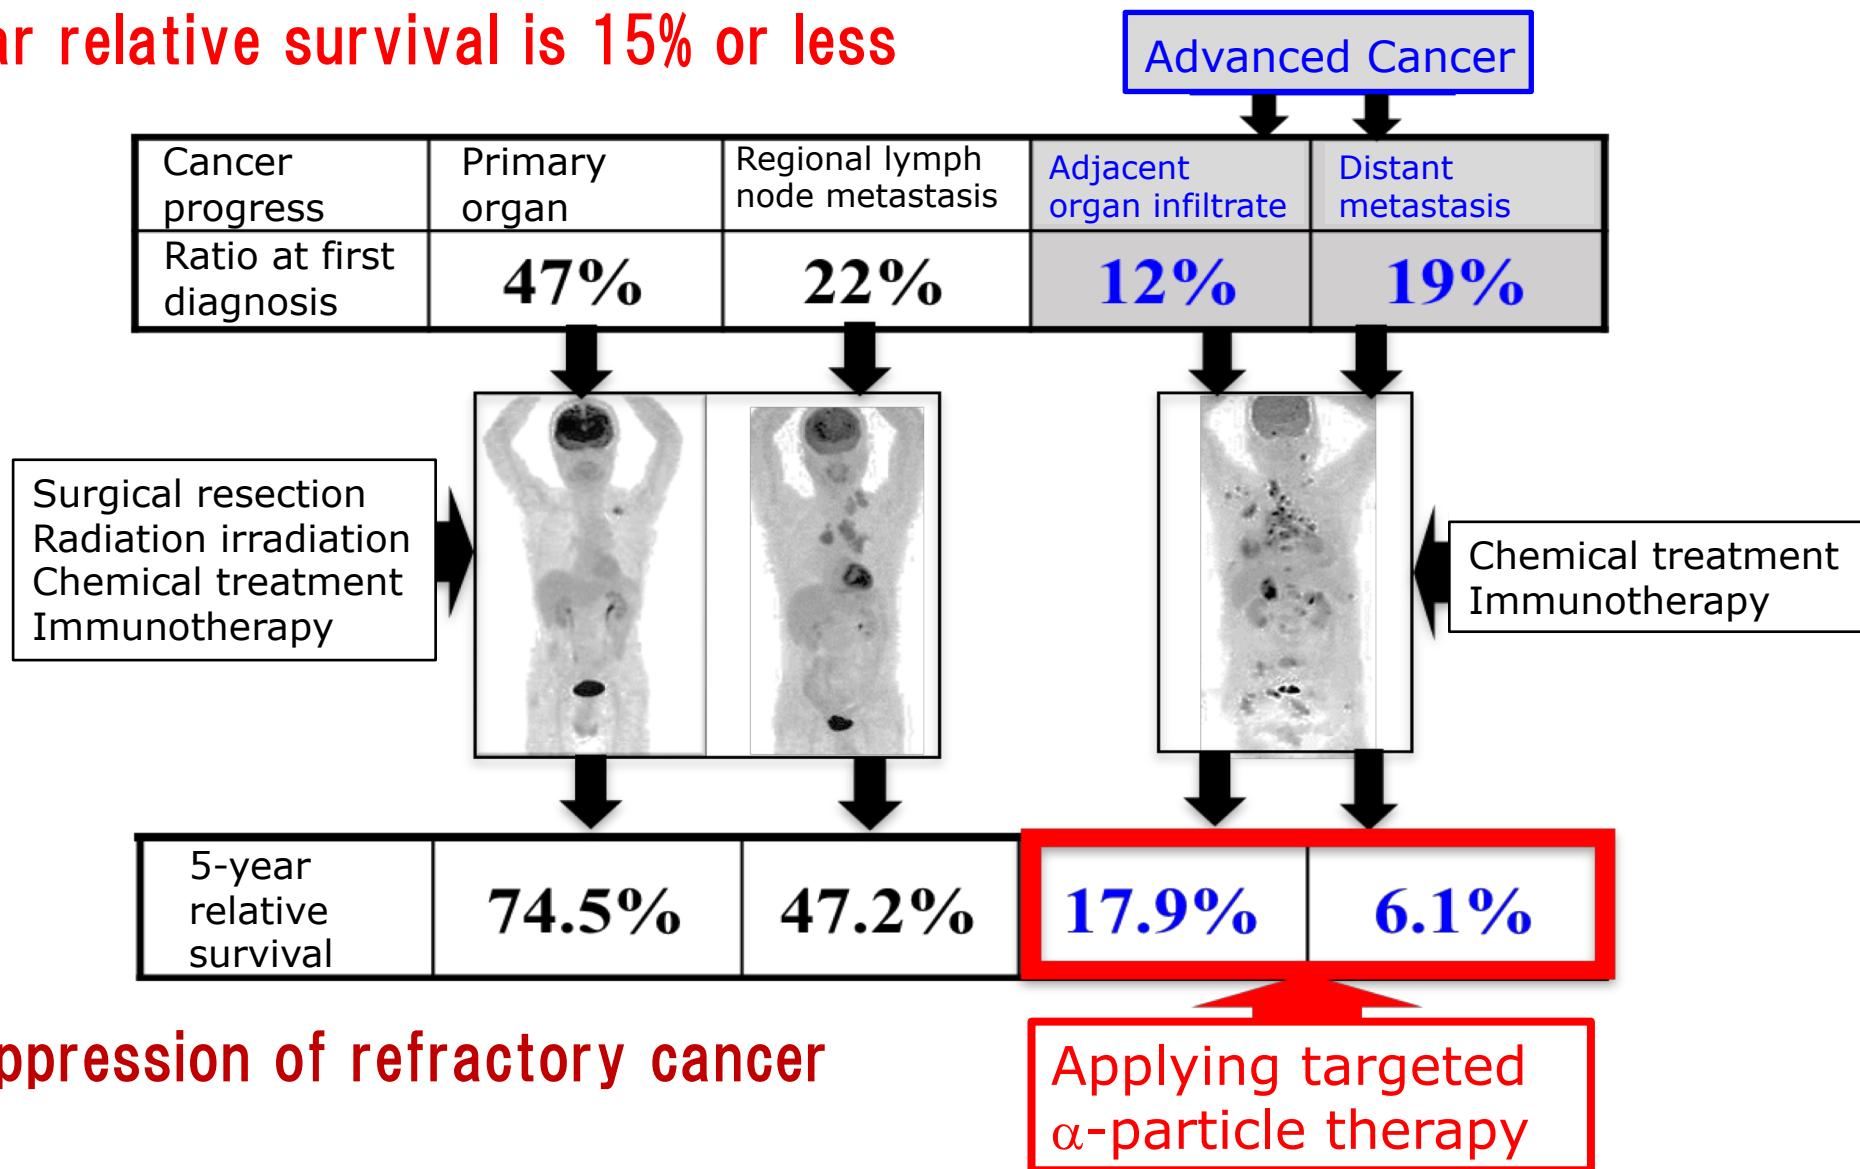 ar relative survival is 15% or less
Advanced Cancer
Cancer
progress
Primary
organ
Regional lymph
node metastasis
Adjacent
organ infiltrate
Distant
metastasis
Ratio at first
diagnosis
47%
22%
12%
19%
Surgical resection
Radiation irradiation
Chemical treatment
Immunotherapy
Chemical treatment
Immunotherapy
5-year
relative
survival
74.5%
47.2%
17.9%
6.1%
ppression of refractory cancer
Applying targeted
α-particle therapy